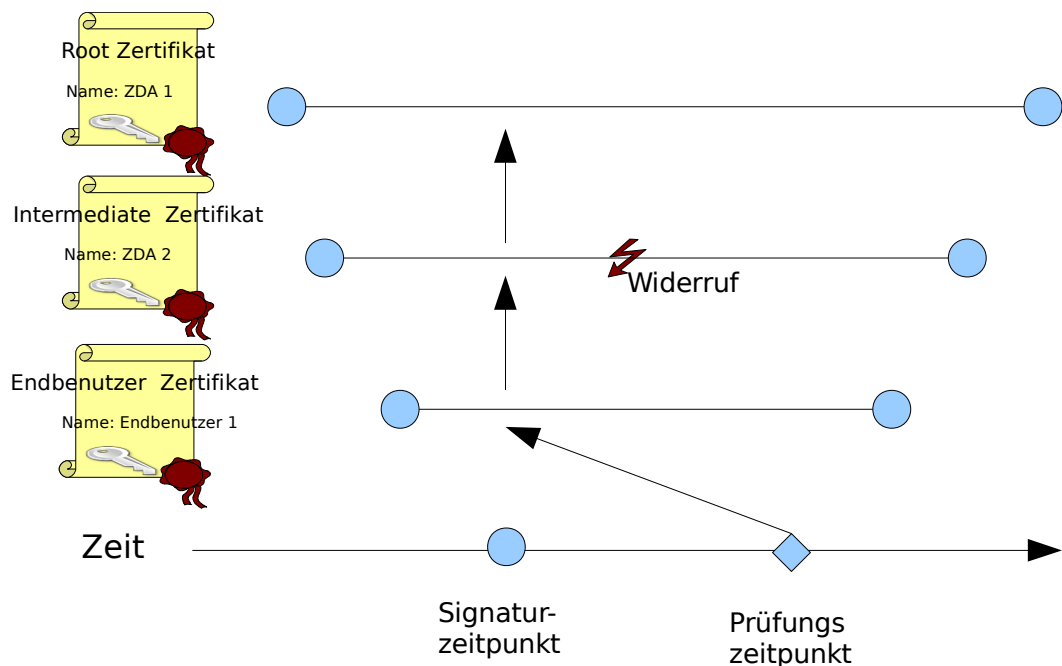 Root Zertifikat
Name: ZDA 1
Intermediate  Zertifikat
Name: ZDA 2
Widerruf
Endbenutzer  Zertifikat
Name: Endbenutzer 1
Zeit
Signatur-
zeitpunkt
Prüfungs
zeitpunkt